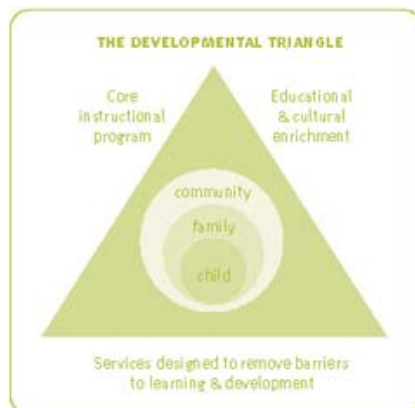 THE DEVELOPMENTAL TRIANGLE
Core
instructional
program
Educational
& cultural
enrichment
community
family
child
Services designed to remove barriers
to learning & development